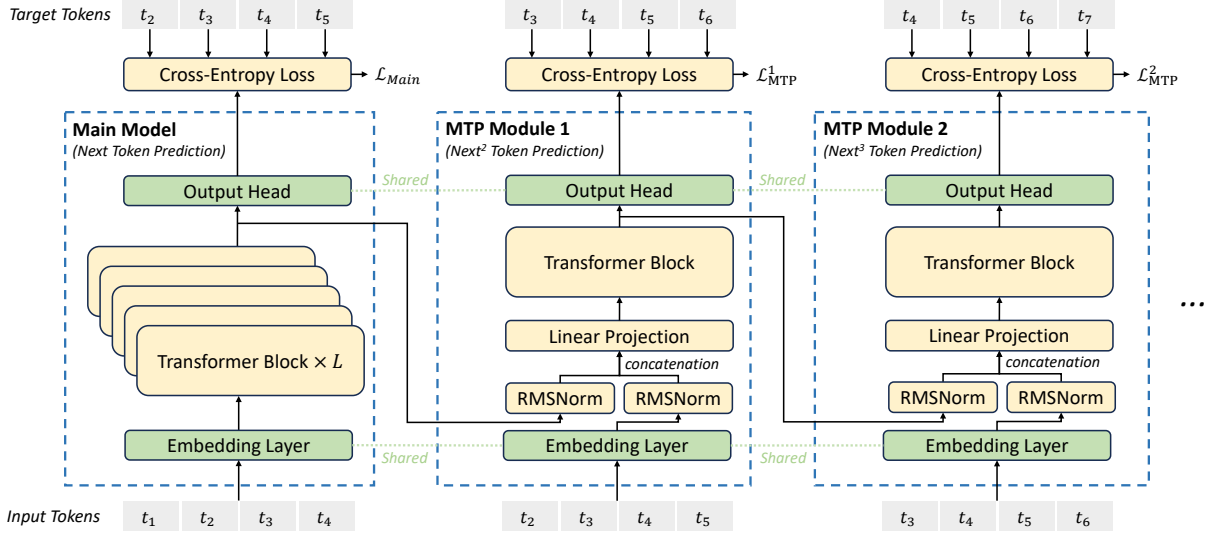 Target Tokens t₂ t₃ t₄ t₅ t₃ t₄ t₅ t₆ t₄ t₅ t₆ t₇
Cross-Entropy Loss ℒ_Main Cross-Entropy Loss ℒ¹_MTP Cross-Entropy Loss ℒ²_MTP
Main Model
(Next Token Prediction)
MTP Module 1
(Next² Token Prediction)
MTP Module 2
(Next³ Token Prediction)
Output Head Shared Output Head Shared Output Head
Transformer Block × L
Transformer Block
Transformer Block
Linear Projection
Linear Projection
concatenation
concatenation
RMSNorm RMSNorm
RMSNorm RMSNorm
...
Embedding Layer Shared Embedding Layer Shared Embedding Layer
Input Tokens t₁ t₂ t₃ t₄ t₂ t₃ t₄ t₅ t₃ t₄ t₅ t₆